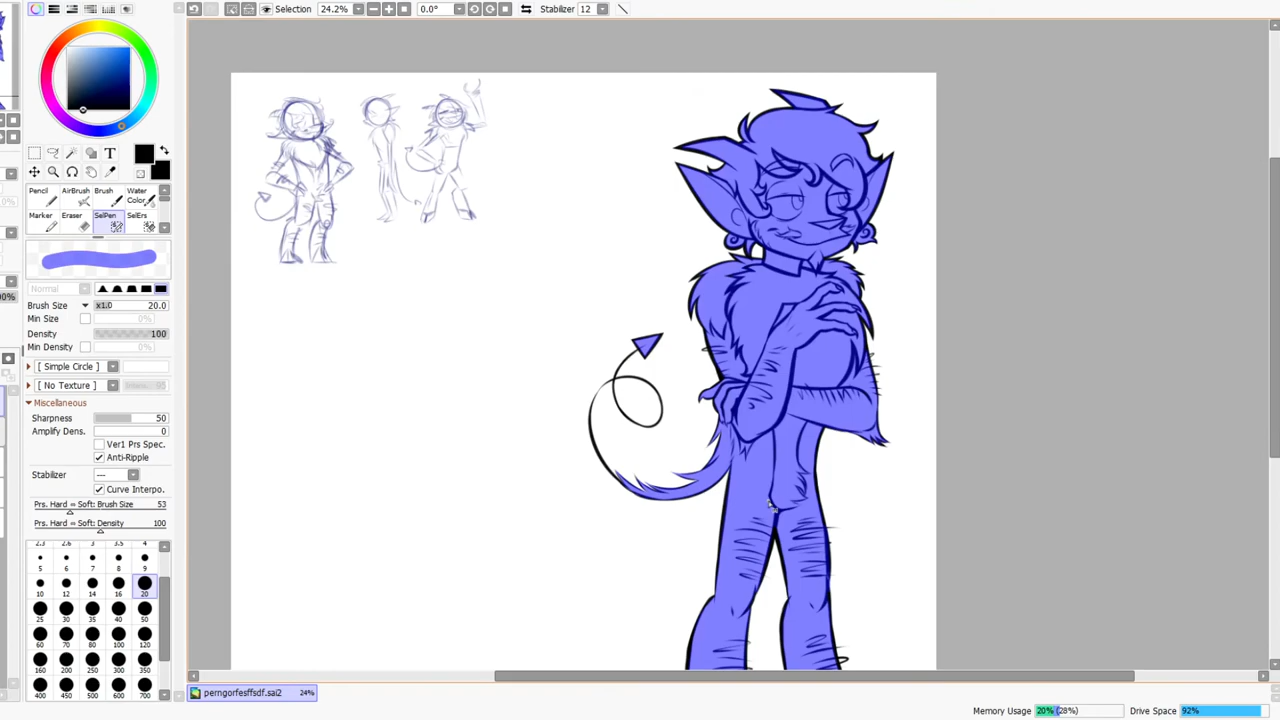 Selection 24.2% 0.0° Stabilizer 12
T
Pencil AirBrush Brush Water Color
Marker Eraser SelPen SelErs
Normal
Brush Size x1.0 20.0
Min Size 0%
Density 100
Min Density 0%
[ Simple Circle ]
[ No Texture ] Intens. 95
Miscellaneous
Sharpness 50
Amplify Dens. 0
Ver1 Prs Spec.
Anti-Ripple
Stabilizer ---
Curve Interpo.
Prs. Hard ⇔ Soft: Brush Size 53
Prs. Hard ⇔ Soft: Density 100
2.3 2.6 3 3.5 4
5 6 7 8 9
10 12 14 16 20
25 30 35 40 50
60 70 80 100 120
160 200 250 300 350
400 450 500 600 700
perngorfesffsdf.sai2 24%
Memory Usage 20% (28%) Drive Space 92%